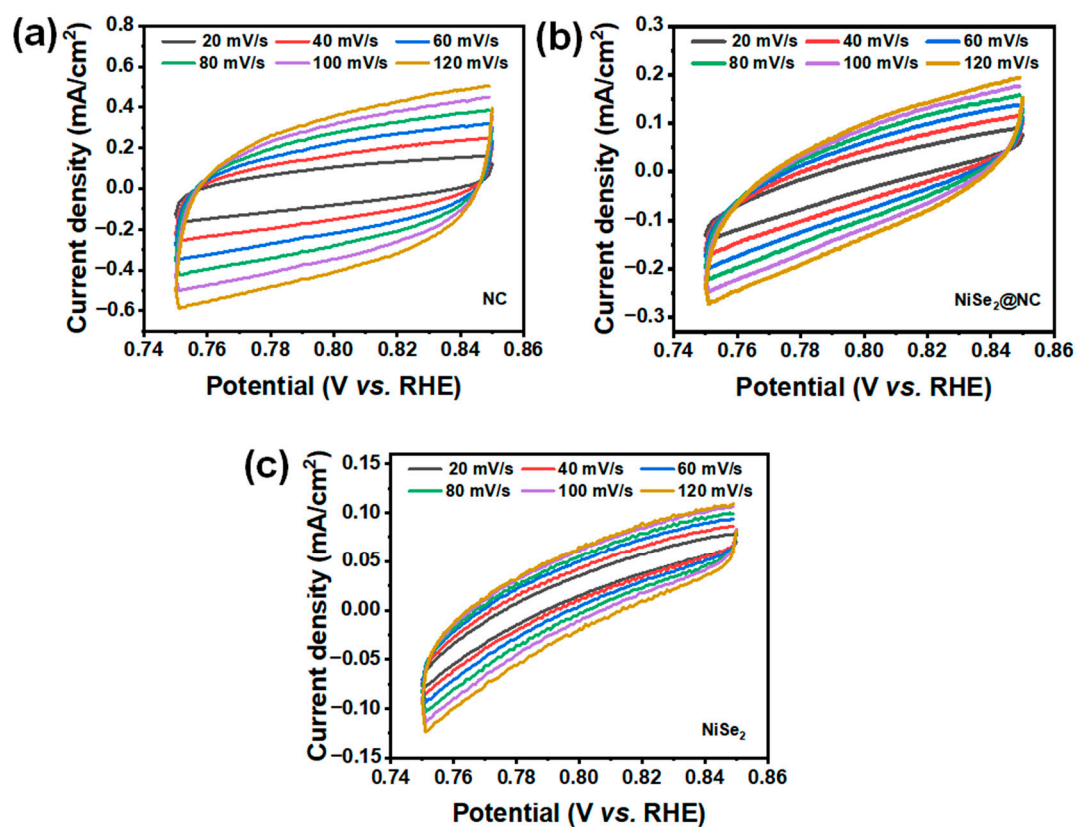 (a)
20 mV/s 40 mV/s 60 mV/s
80 mV/s 100 mV/s 120 mV/s
Current density (mA/cm²)
0.8
0.6
0.4
0.2
0.0
−0.2
−0.4
−0.6
NC
0.74 0.76 0.78 0.80 0.82 0.84 0.86
Potential (V vs. RHE)
(b)
20 mV/s 40 mV/s 60 mV/s
80 mV/s 100 mV/s 120 mV/s
Current density (mA/cm²)
0.3
0.2
0.1
0.0
−0.1
−0.2
−0.3
NiSe₂@NC
0.74 0.76 0.78 0.80 0.82 0.84 0.86
Potential (V vs. RHE)
(c)
20 mV/s 40 mV/s 60 mV/s
80 mV/s 100 mV/s 120 mV/s
Current density (mA/cm²)
0.15
0.10
0.05
0.00
−0.05
−0.10
−0.15
NiSe₂
0.74 0.76 0.78 0.80 0.82 0.84 0.86
Potential (V vs. RHE)